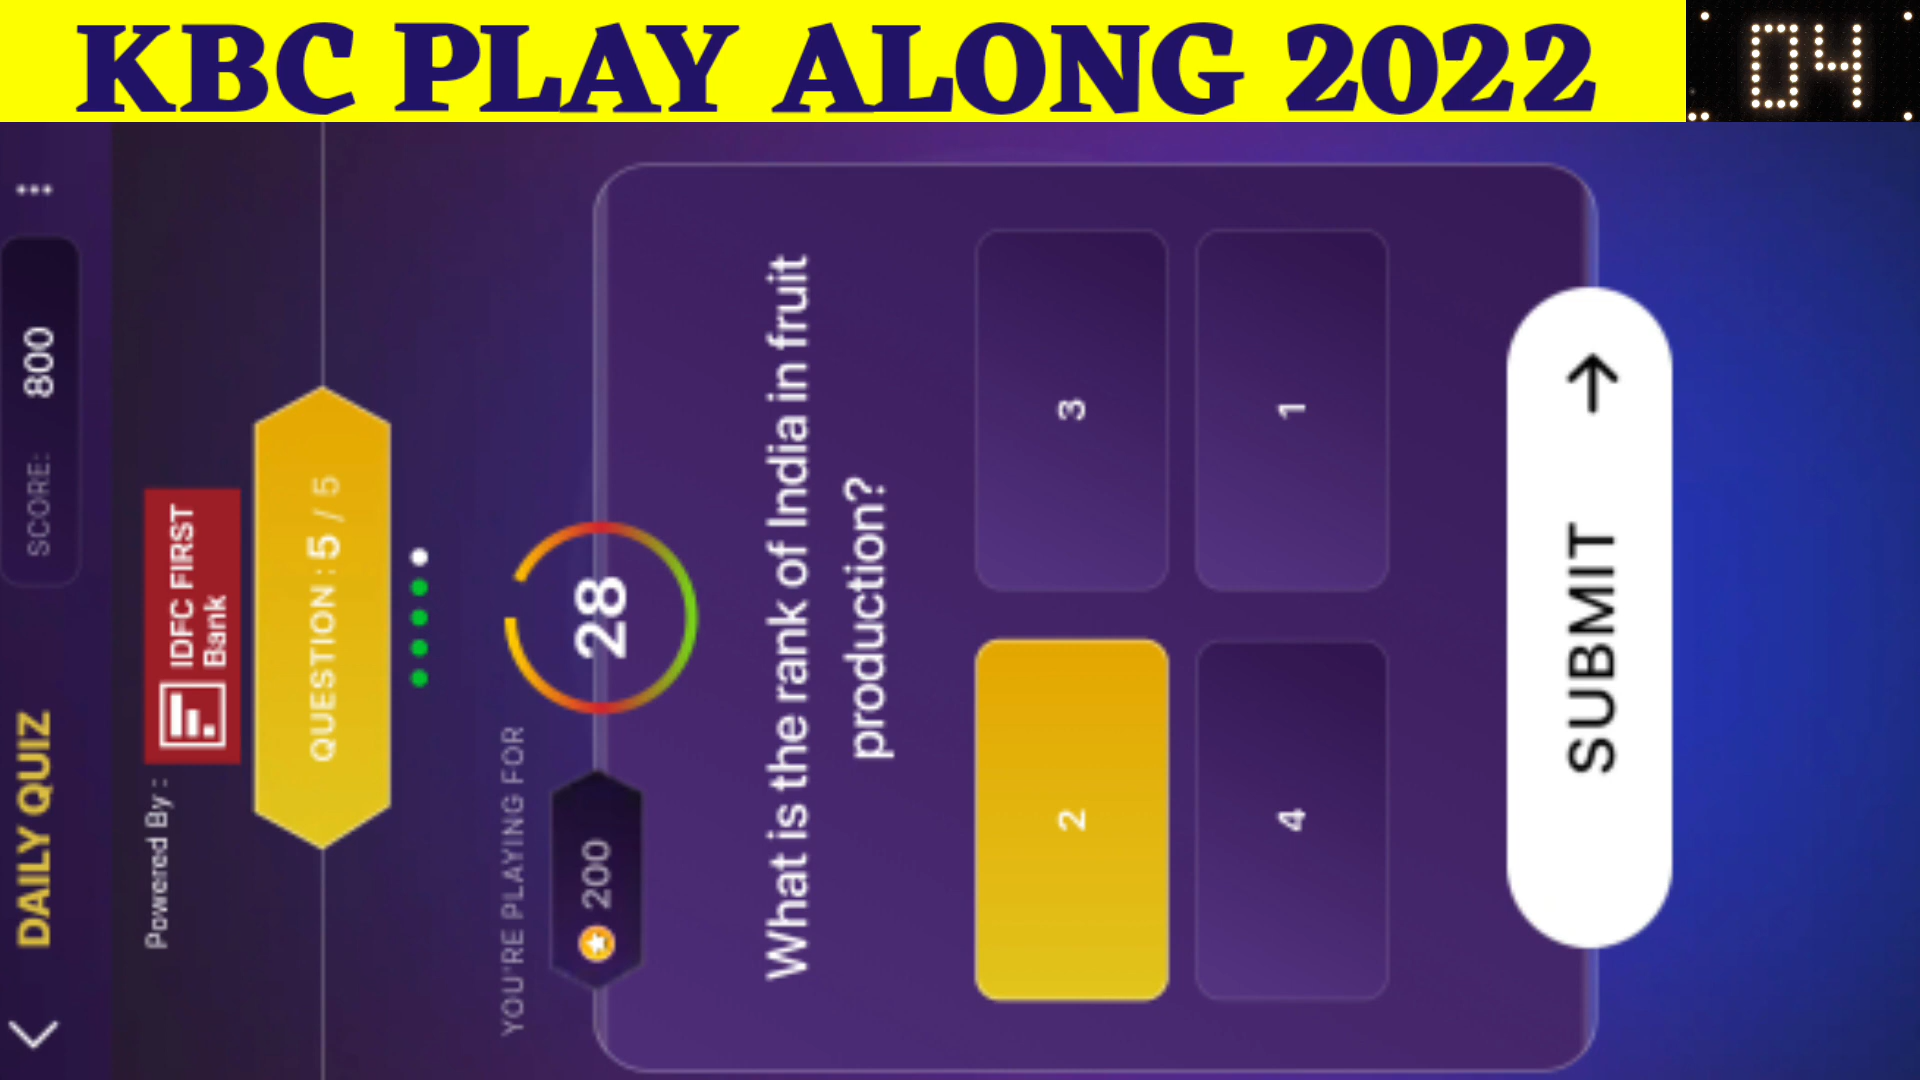 KBC PLAY ALONG 2022
04
DAILY QUIZ
SCORE: 800
Powered By :
IDFC FIRST
Bank
QUESTION : 5 / 5
YOU'RE PLAYING FOR
200
28
What is the rank of India in fruit
production?
2
3
4
1
SUBMIT